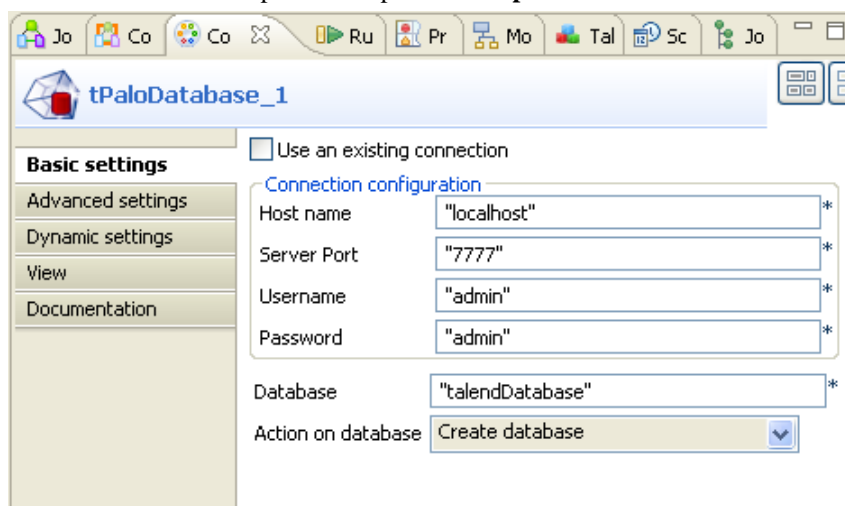 Jo Co Co Ru Pr Mo Tal Sc Jo
tPaloDatabase_1
Basic settings
Advanced settings
Dynamic settings
View
Documentation
Use an existing connection
Connection configuration
Host name "localhost" *
Server Port "7777" *
Username "admin" *
Password "admin" *
Database "talendDatabase" *
Action on database Create database